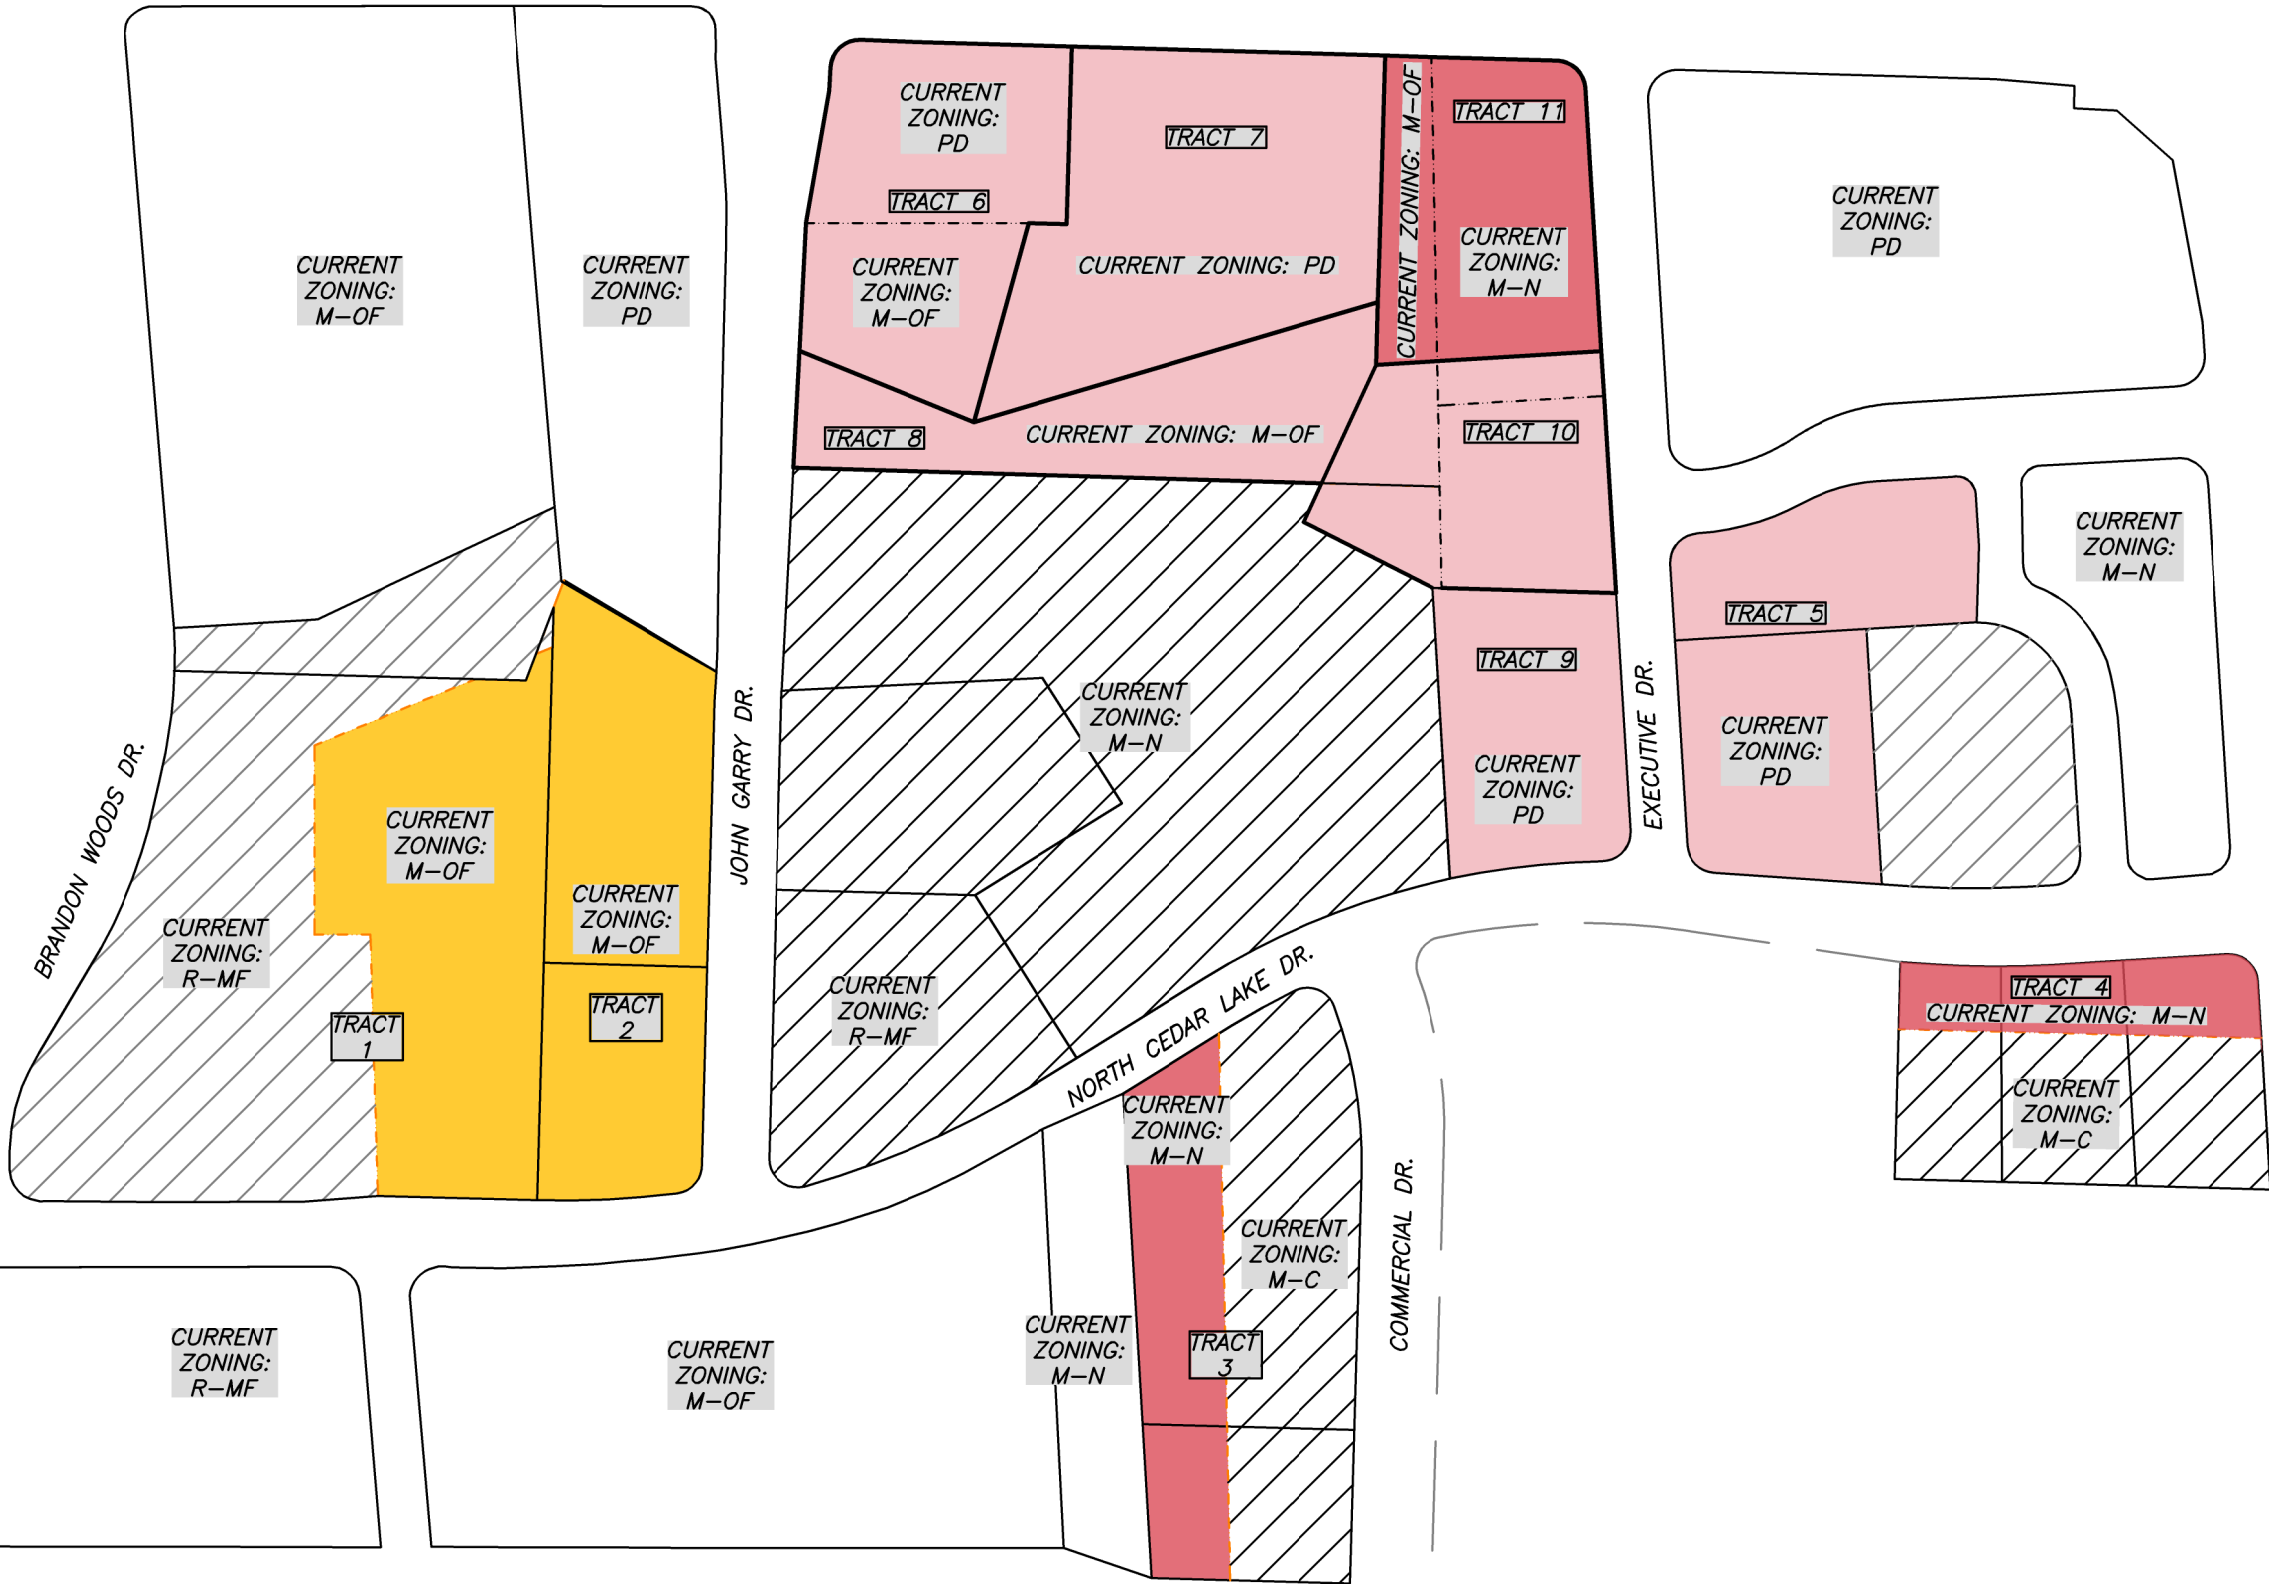 CURRENT
ZONING:
M-OF
CURRENT
ZONING:
PD
CURRENT
ZONING:
PD
TRACT 6
CURRENT
ZONING:
M-OF
TRACT 7
CURRENT ZONING: PD
CURRENT ZONING: M-OF
TRACT 11
CURRENT
ZONING:
M-N
CURRENT
ZONING:
PD
TRACT 8
CURRENT ZONING: M-OF
TRACT 10
CURRENT
ZONING:
M-N
TRACT 5
CURRENT
ZONING:
PD
TRACT 9
CURRENT
ZONING:
PD
EXECUTIVE DR.
CURRENT
ZONING:
M-N
JOHN GARRY DR.
BRANDON WOODS DR.
CURRENT
ZONING:
M-OF
CURRENT
ZONING:
M-OF
CURRENT
ZONING:
R-MF
TRACT
1
TRACT
2
CURRENT
ZONING:
R-MF
NORTH CEDAR LAKE DR.
TRACT 4
CURRENT ZONING: M-N
CURRENT
ZONING:
M-C
CURRENT
ZONING:
M-N
CURRENT
ZONING:
M-C
COMMERCIAL DR.
CURRENT
ZONING:
R-MF
CURRENT
ZONING:
M-OF
CURRENT
ZONING:
M-N
TRACT
3